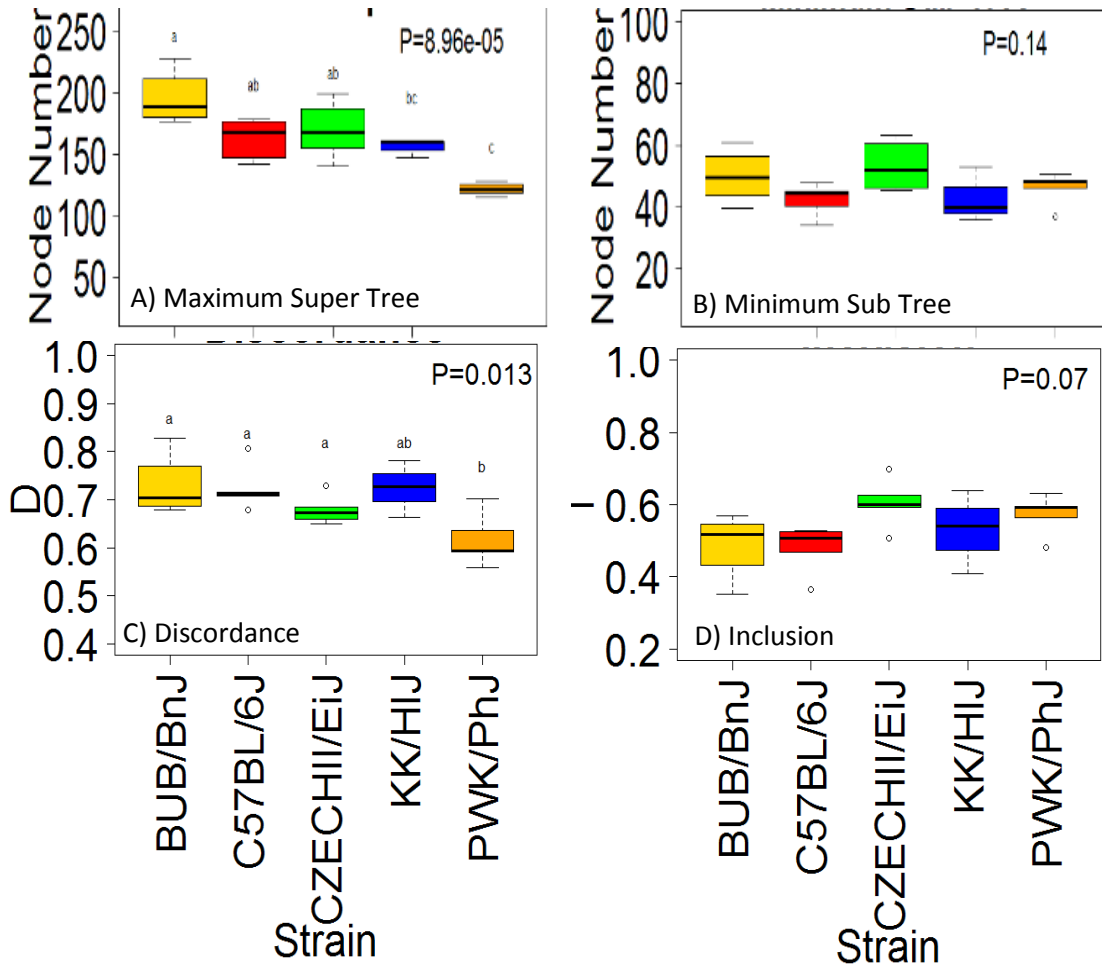 Node Number
250
200
150
100
50
P=8.96e-05
a
ab
ab
bc
c
A) Maximum Super Tree
Node Number
100
80
60
40
20
P=0.14
B) Minimum Sub Tree
D
1.0
0.9
0.8
0.7
0.6
0.5
0.4
P=0.013
a
a
a
ab
b
C) Discordance
BUB/BnJ
C57BL/6J
CZECHII/EiJ
KK/HIJ
PWK/PhJ
Strain
I
1.0
0.8
0.6
0.4
0.2
P=0.07
D) Inclusion
BUB/BnJ
C57BL/6J
CZECHII/EiJ
KK/HIJ
PWK/PhJ
Strain